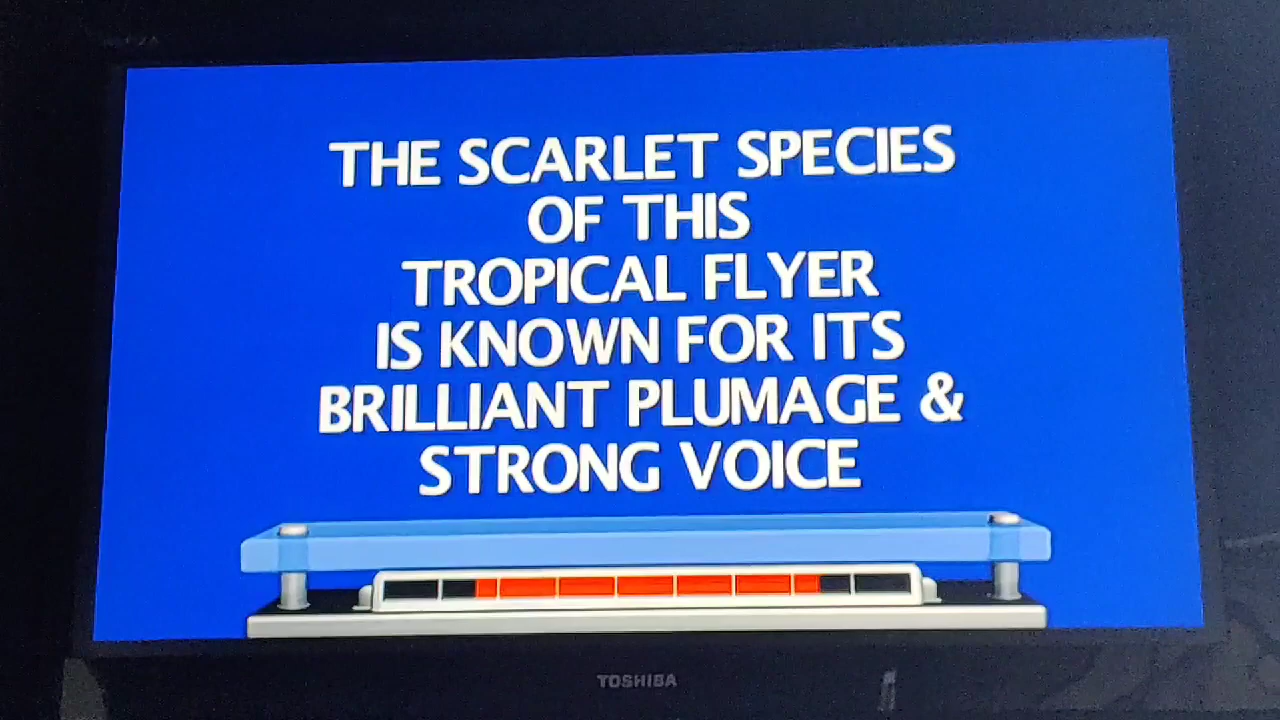 THE SCARLET SPECIES
OF THIS
TROPICAL FLYER
IS KNOWN FOR ITS
BRILLIANT PLUMAGE &
STRONG VOICE
TOSHIBA